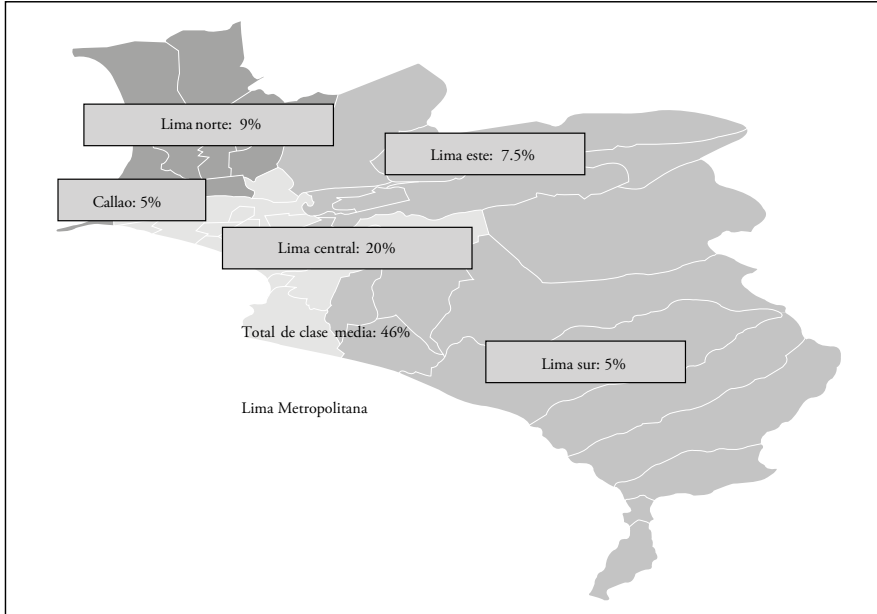 Lima norte: 9%
Lima este: 7.5%
Callao: 5%
Lima central: 20%
Total de clase media: 46%
Lima sur: 5%
Lima Metropolitana